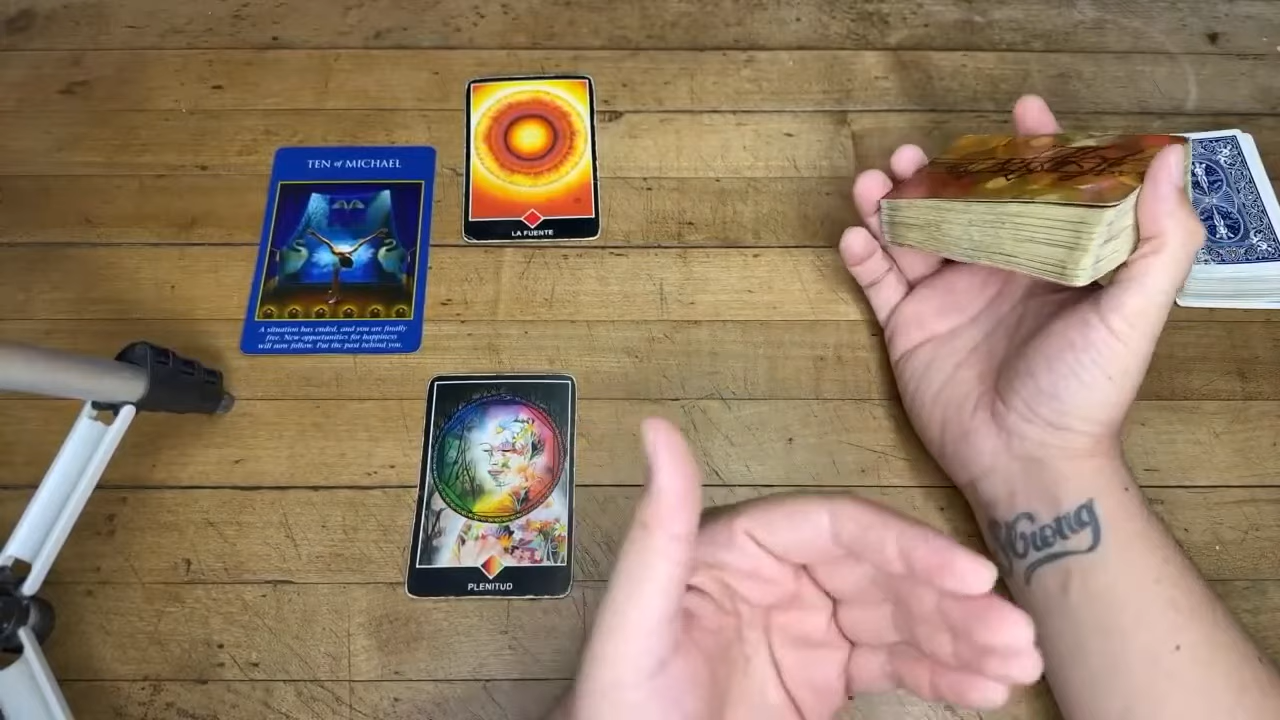 TEN of MICHAEL
A situation has ended, and you are finally
free. New opportunities for happiness
will now follow. Put the past behind you.
LA FUENTE
PLENITUD
Wrong